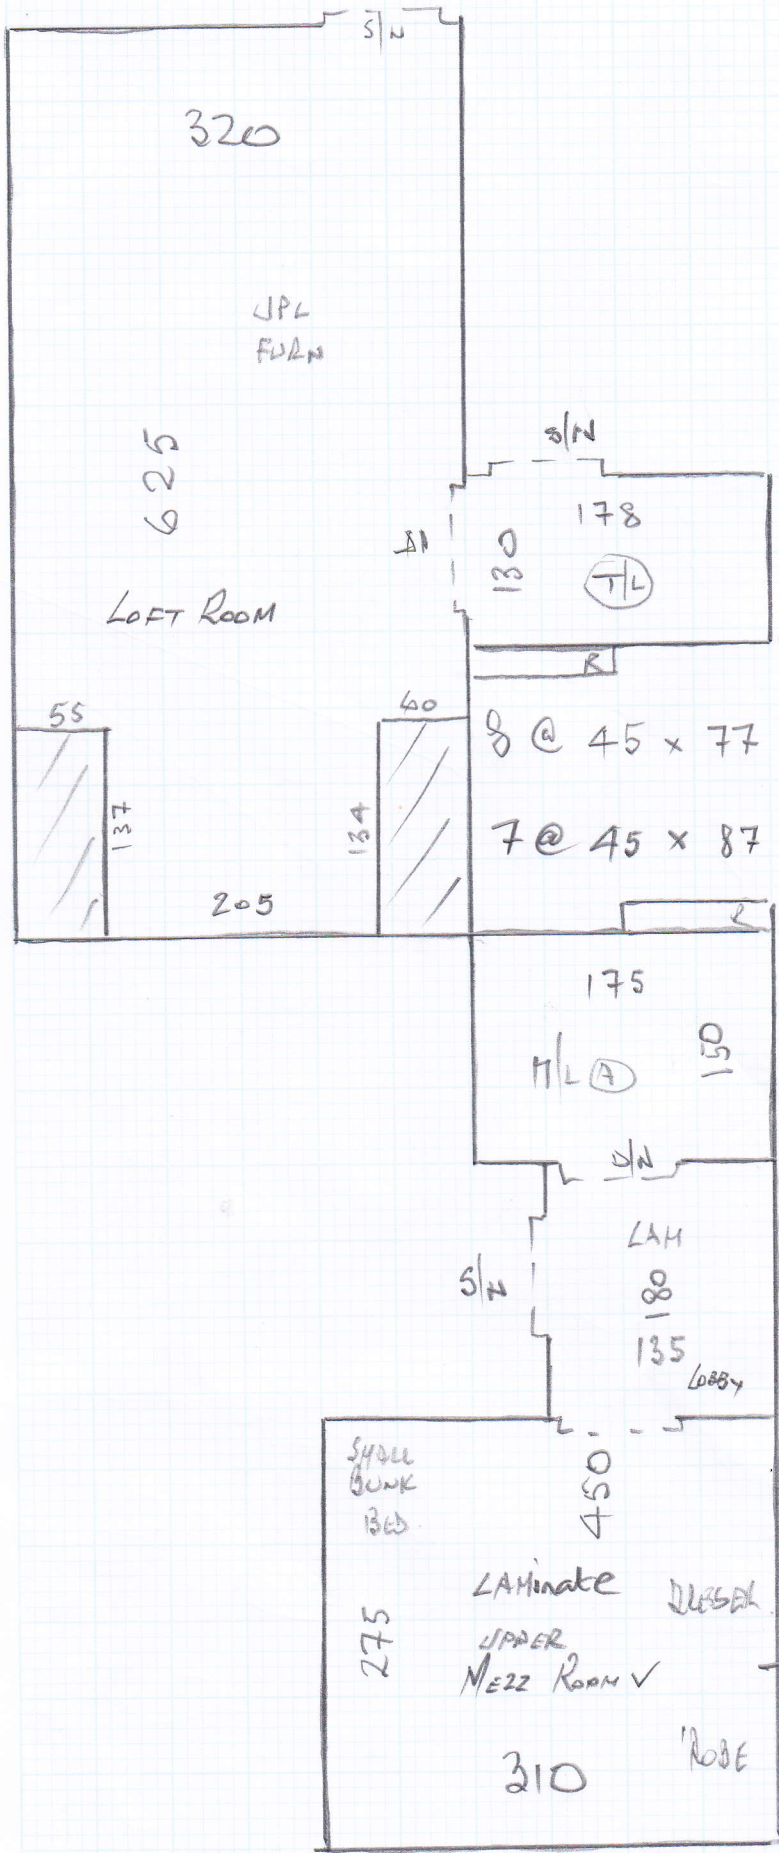 S/N
320
UPL
FURN
625
S/N
178
130
T/L
LOFT ROOM
R
55
40
8 @ 45 x 77
137
134
7 @ 45 x 87
205
175
150
M/L A
S/N
LAM
180
135
LOBBY
450
SMALL
BUNK
BED
LAMinate
DRESSER
275
UPPER
MEZZ ROOM ✓
'ROBE
310